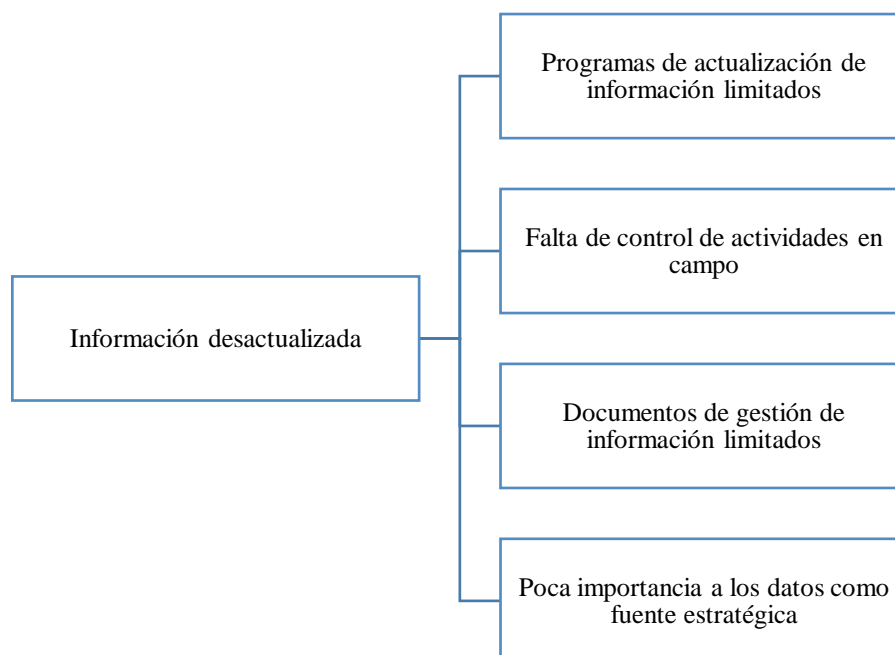 Programas de actualización de
información limitados
Falta de control de actividades en
campo
Información desactualizada
Documentos de gestión de
información limitados
Poca importancia a los datos como
fuente estratégica